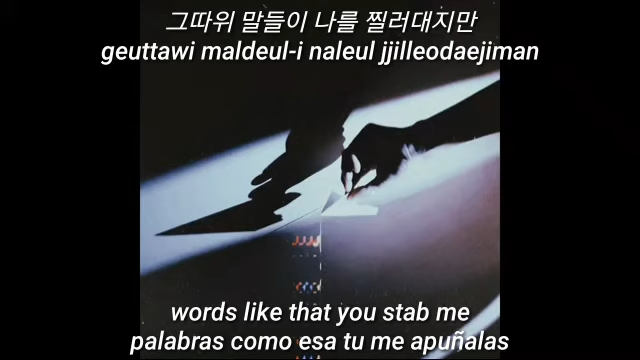 그따위 말들이 나를 찔러대지만
geuttawi maldeul-i naleul jjilleodaejiman
words like that you stab me
palabras como esa tu me apuñalas